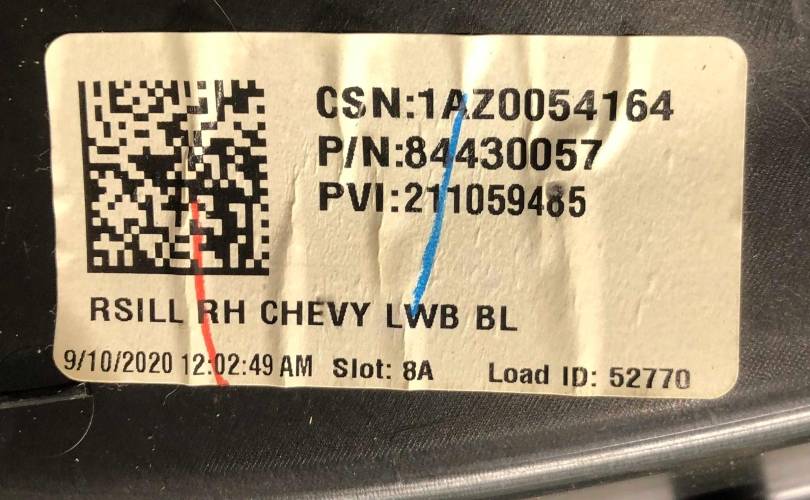 CSN:1AZ0054164
P/N:84430057
PVI:211059485
RSILL RH CHEVY LWB BL
9/10/2020 12:02:49 AM Slot: 8A Load ID: 52770